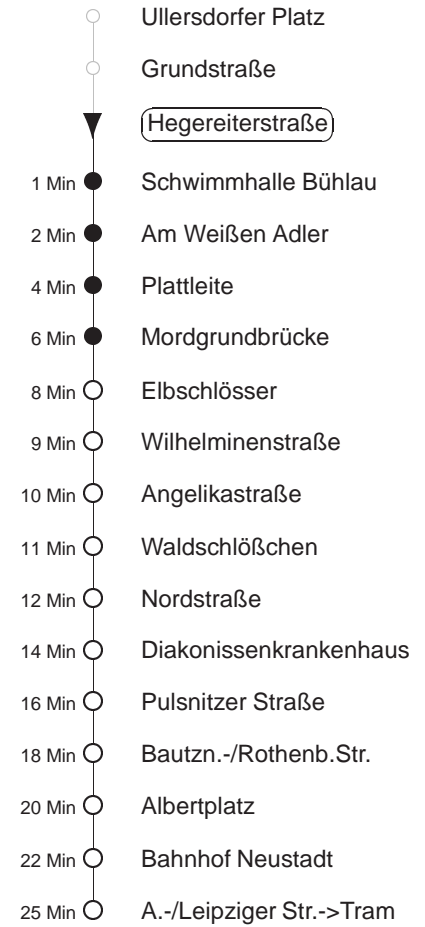 Ullersdorfer Platz
Grundstraße
Hegereiterstraße
1 Min Schwimmhalle Bühlau
2 Min Am Weißen Adler
4 Min Plattleite
6 Min Mordgrundbrücke
8 Min Elbschlösser
9 Min Wilhelminenstraße
10 Min Angelikastraße
11 Min Waldschlößchen
12 Min Nordstraße
14 Min Diakonissenkrankenhaus
16 Min Pulsnitzer Straße
18 Min Bautzn.-/Rothenb.Str.
20 Min Albertplatz
22 Min Bahnhof Neustadt
25 Min A.-/Leipziger Str.->Tram